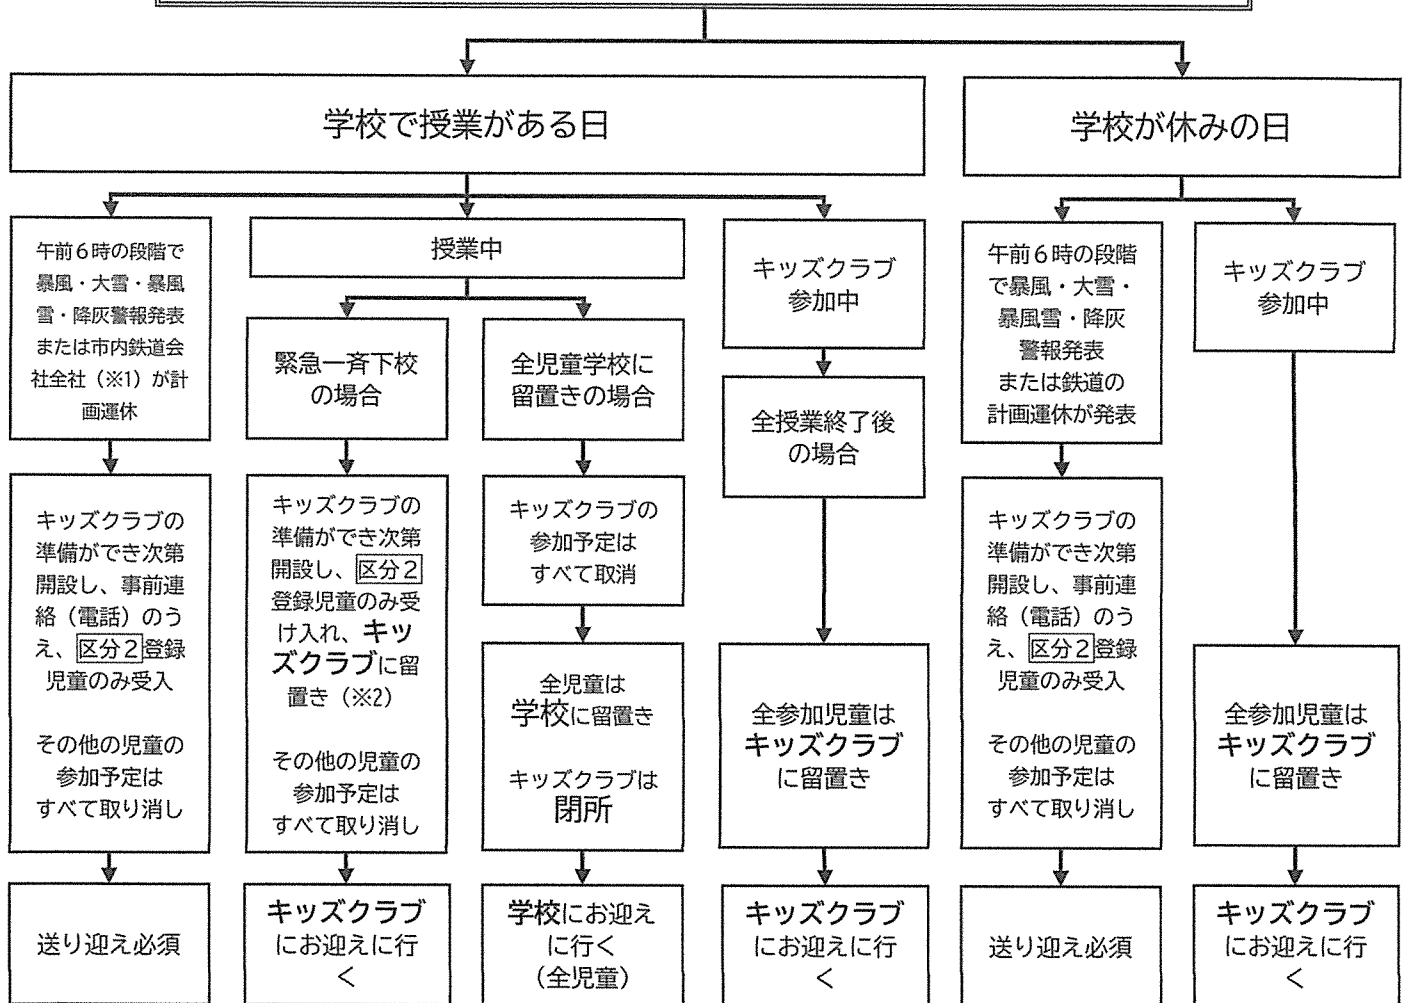 学校で授業がある日
学校が休みの日
午前６時の段階で
暴風・大雪・暴風
雪・降灰警報発表
または市内鉄道会
社全社（※1）が計
画運休
授業中
キッズクラブ
参加中
午前６時の段階
で暴風・大雪・
暴風雪・降灰
警報発表
または鉄道の
計画運休が発表
キッズクラブ
参加中
緊急一斉下校
の場合
全児童学校に
留置きの場合
全授業終了後
の場合
キッズクラブの
準備ができ次第
開設し、事前連
絡（電話）のう
え、区分２登録
児童のみ受入
その他の児童の
参加予定は
すべて取り消し
キッズクラブの
準備ができ次第
開設し、区分２
登録児童のみ受
け入れ、キッ
ズクラブに留
置き（※2）
その他の児童の
参加予定は
すべて取り消し
キッズクラブの
参加予定は
すべて取消
全児童は
学校に留置き
キッズクラブは
閉所
全参加児童は
キッズクラブ
に留置き
キッズクラブの
準備ができ次第
開設し、事前連
絡（電話）のう
え、区分２登録
児童のみ受入
その他の児童の
参加予定は
すべて取り消し
全参加児童は
キッズクラブ
に留置き
送り迎え必須
キッズクラブ
にお迎えに行
く
学校にお迎え
に行く
（全児童）
キッズクラブ
にお迎えに行
く
送り迎え必須
キッズクラブ
にお迎えに行
く